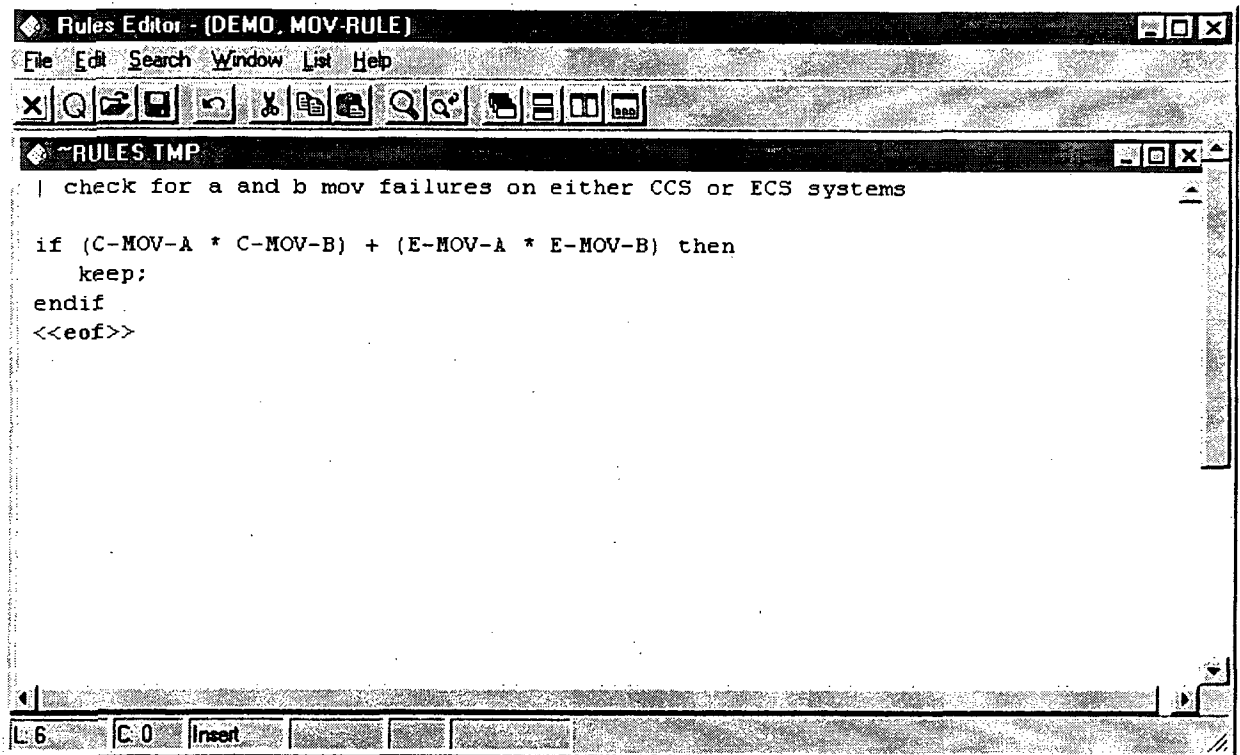 Rules Editor - (DEMO, MOV-RULE)
File Edit Search Window List Help
~RULES.TMP
| check for a and b mov failures on either CCS or ECS systems
if (C-MOV-A * C-MOV-B) + (E-MOV-A * E-MOV-B) then
keep;
endif
<<eof>>
L: 6 C: 0 Insert